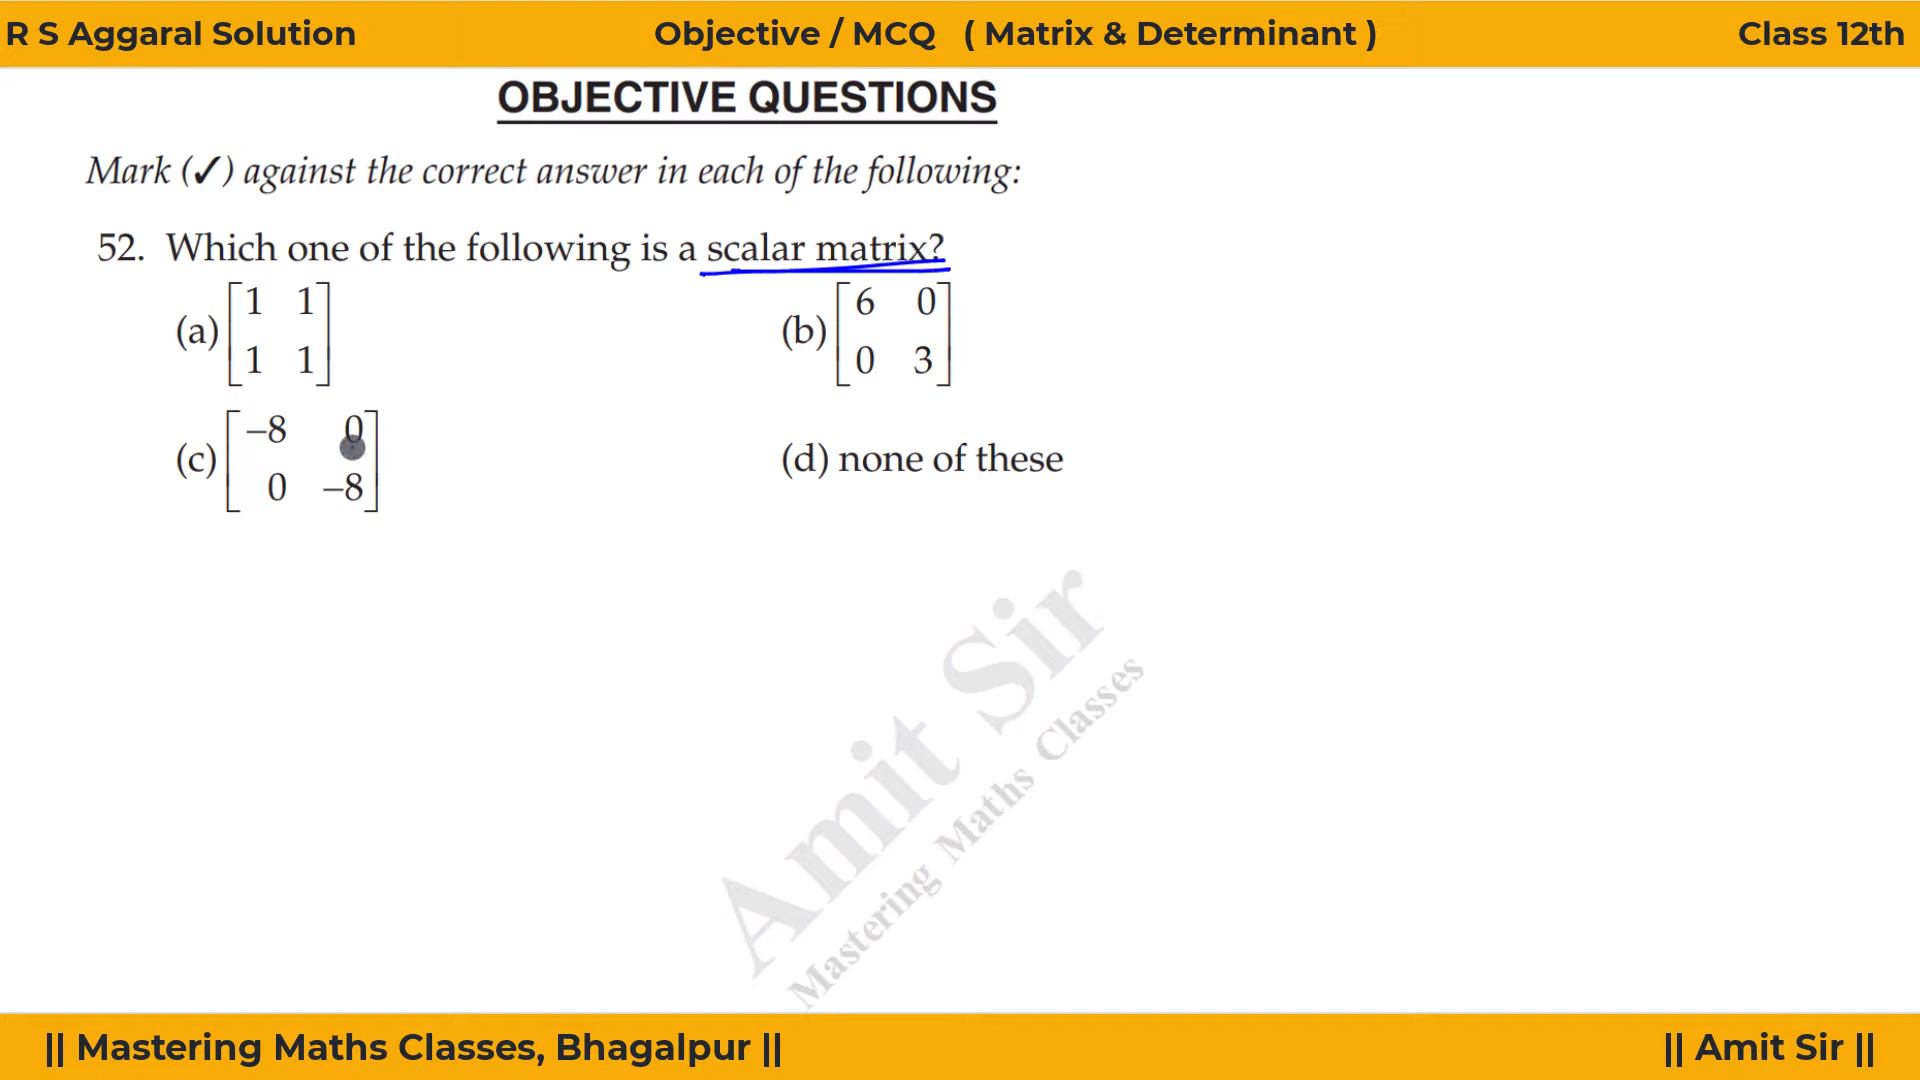 R S Aggaral Solution Objective / MCQ ( Matrix & Determinant ) Class 12th
OBJECTIVE QUESTIONS
Mark (✓) against the correct answer in each of the following:
52. Which one of the following is a scalar matrix?
(a) [1 1
1 1]
(b) [6 0
0 3]
(c) [–8 0
0 –8]
(d) none of these
Amit Sir
Mastering Maths Classes
|| Mastering Maths Classes, Bhagalpur || || Amit Sir ||